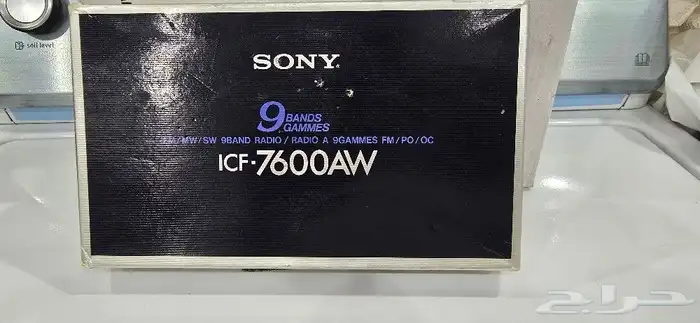 soil level
SONY
9 BANDS
GAMMES
FM/MW/SW 9BAND RADIO / RADIO A 9GAMMES FM/PO/OC
ICF-7600AW
حراج